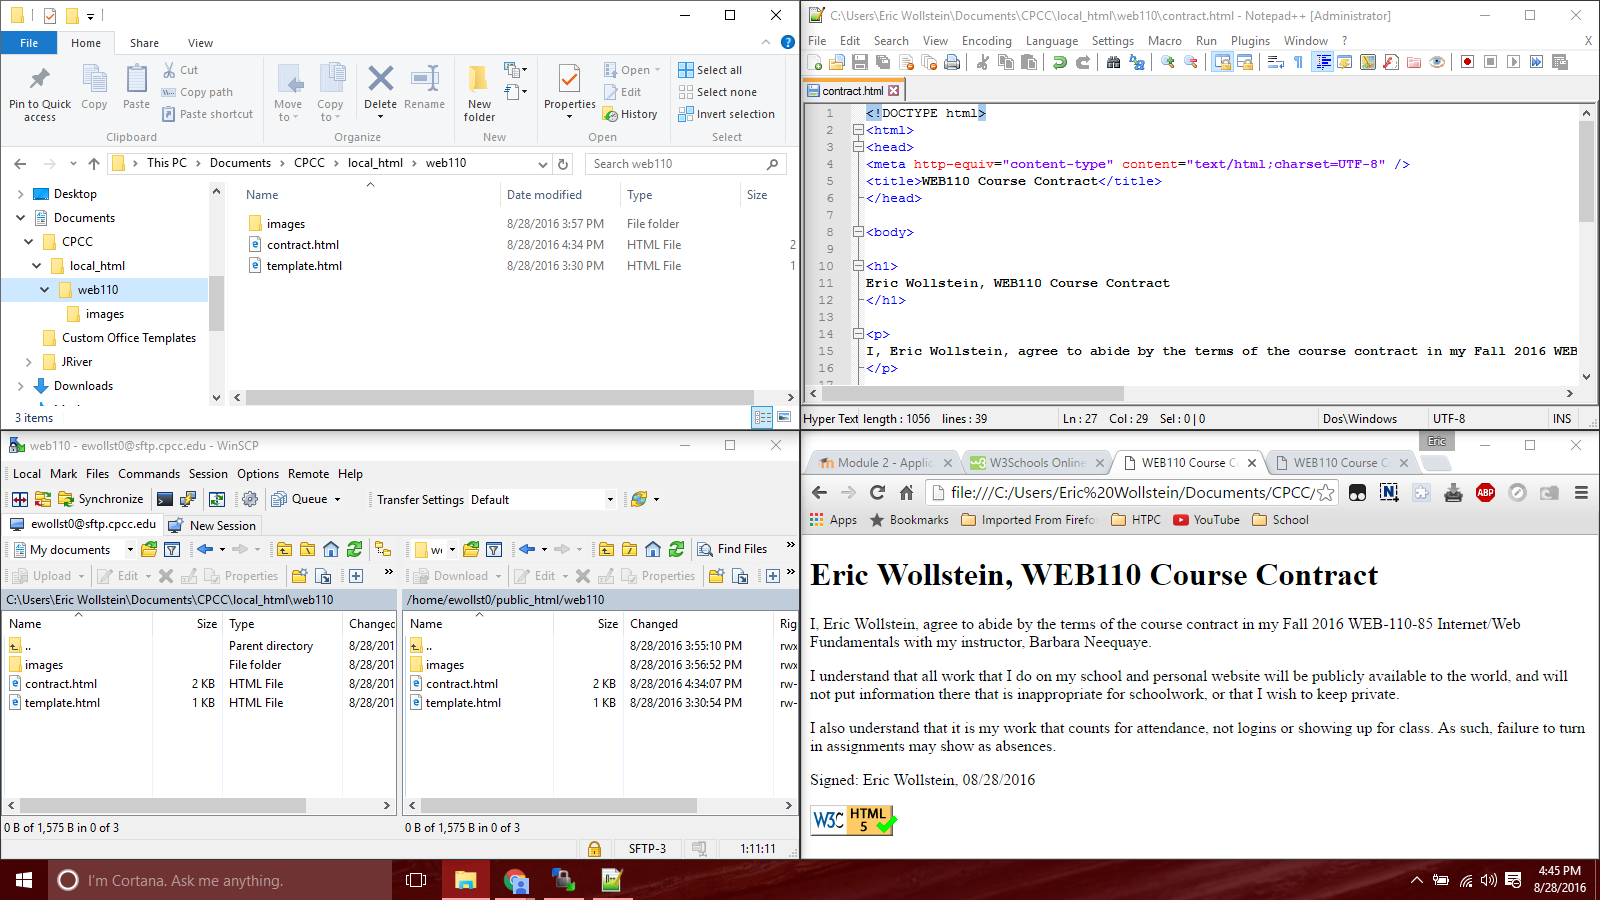 File Home Share View
Pin to Quick access
Copy
Paste
Cut
Copy path
Paste shortcut
Clipboard
Move to
Copy to
Delete
Rename
Organize
New folder
New
Properties
Open
Edit
History
Open
Select all
Select none
Invert selection
Select
This PC > Documents > CPCC > local_html > web110
Search web110
Desktop
Documents
CPCC
local_html
web110
images
Custom Office Templates
JRiver
Downloads
Name Date modified Type Size
images 8/28/2016 3:57 PM File folder
contract.html 8/28/2016 4:34 PM HTML File 2
template.html 8/28/2016 3:30 PM HTML File 1
3 items
C:\Users\Eric Wollstein\Documents\CPCC\local_html\web110\contract.html - Notepad++ [Administrator]
File Edit Search View Encoding Language Settings Macro Run Plugins Window ? X
contract.html
1 <!DOCTYPE html>
2 <html>
3 <head>
4 <meta http-equiv="content-type" content="text/html;charset=UTF-8" />
5 <title>WEB110 Course Contract</title>
6 </head>
7
8 <body>
9
10 <h1>
11 Eric Wollstein, WEB110 Course Contract
12 </h1>
13
14 <p>
15 I, Eric Wollstein, agree to abide by the terms of the course contract in my Fall 2016 WEB
16 </p>
Hyper Text length : 1056 lines : 39 Ln : 27 Col : 29 Sel : 0 | 0 Dos\Windows UTF-8 INS
web110 - ewollst0@sftp.cpcc.edu - WinSCP
Local Mark Files Commands Session Options Remote Help
Synchronize Queue Transfer Settings Default
ewollst0@sftp.cpcc.edu New Session
My documents Find Files
Upload Edit Properties Download Edit Properties
C:\Users\Eric Wollstein\Documents\CPCC\local_html\web110
Name Size Type Changed
.. Parent directory 8/28/201
images File folder 8/28/201
contract.html 2 KB HTML File 8/28/201
template.html 1 KB HTML File 8/28/201
0 B of 1,575 B in 0 of 3
/home/ewollst0/public_html/web110
Name Size Changed Rig
.. 8/28/2016 3:55:10 PM rwx
images 8/28/2016 3:56:52 PM rwx
contract.html 2 KB 8/28/2016 4:34:07 PM rw-
template.html 1 KB 8/28/2016 3:30:54 PM rw-
0 B of 1,575 B in 0 of 3
SFTP-3 1:11:11
Eric
Module 2 - Applic W3Schools Online WEB110 Course C WEB110 Course C
file:///C:/Users/Eric%20Wollstein/Documents/CPCC/
ABP
Apps Bookmarks Imported From Firefo HTPC YouTube School
Eric Wollstein, WEB110 Course Contract
I, Eric Wollstein, agree to abide by the terms of the course contract in my Fall 2016 WEB-110-85 Internet/Web
Fundamentals with my instructor, Barbara Neequaye.
I understand that all work that I do on my school and personal website will be publicly available to the world, and will
not put information there that is inappropriate for schoolwork, or that I wish to keep private.
I also understand that it is my work that counts for attendance, not logins or showing up for class. As such, failure to turn
in assignments may show as absences.
Signed: Eric Wollstein, 08/28/2016
W3C HTML 5
I'm Cortana. Ask me anything.
4:45 PM
8/28/2016